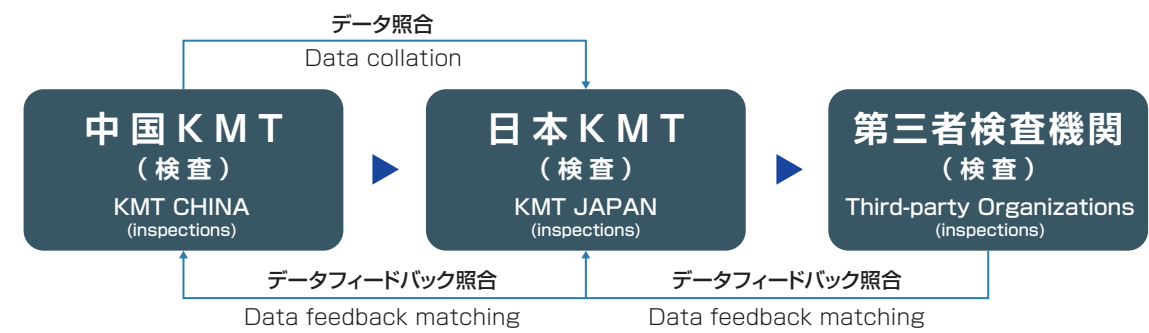 データ照合
Data collation
中国KMT
（検査）
KMT CHINA
(inspections)
日本KMT
（検査）
KMT JAPAN
(inspections)
第三者検査機関
（検査）
Third-party Organizations
(inspections)
データフィードバック照合
Data feedback matching
データフィードバック照合
Data feedback matching